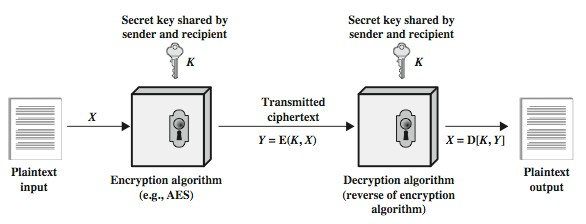 Secret key shared by
sender and recipient
K
Secret key shared by
sender and recipient
K
X
Transmitted
ciphertext
Y = E(K, X)
X = D[K, Y]
Plaintext
input
Encryption algorithm
(e.g., AES)
Decryption algorithm
(reverse of encryption
algorithm)
Plaintext
output